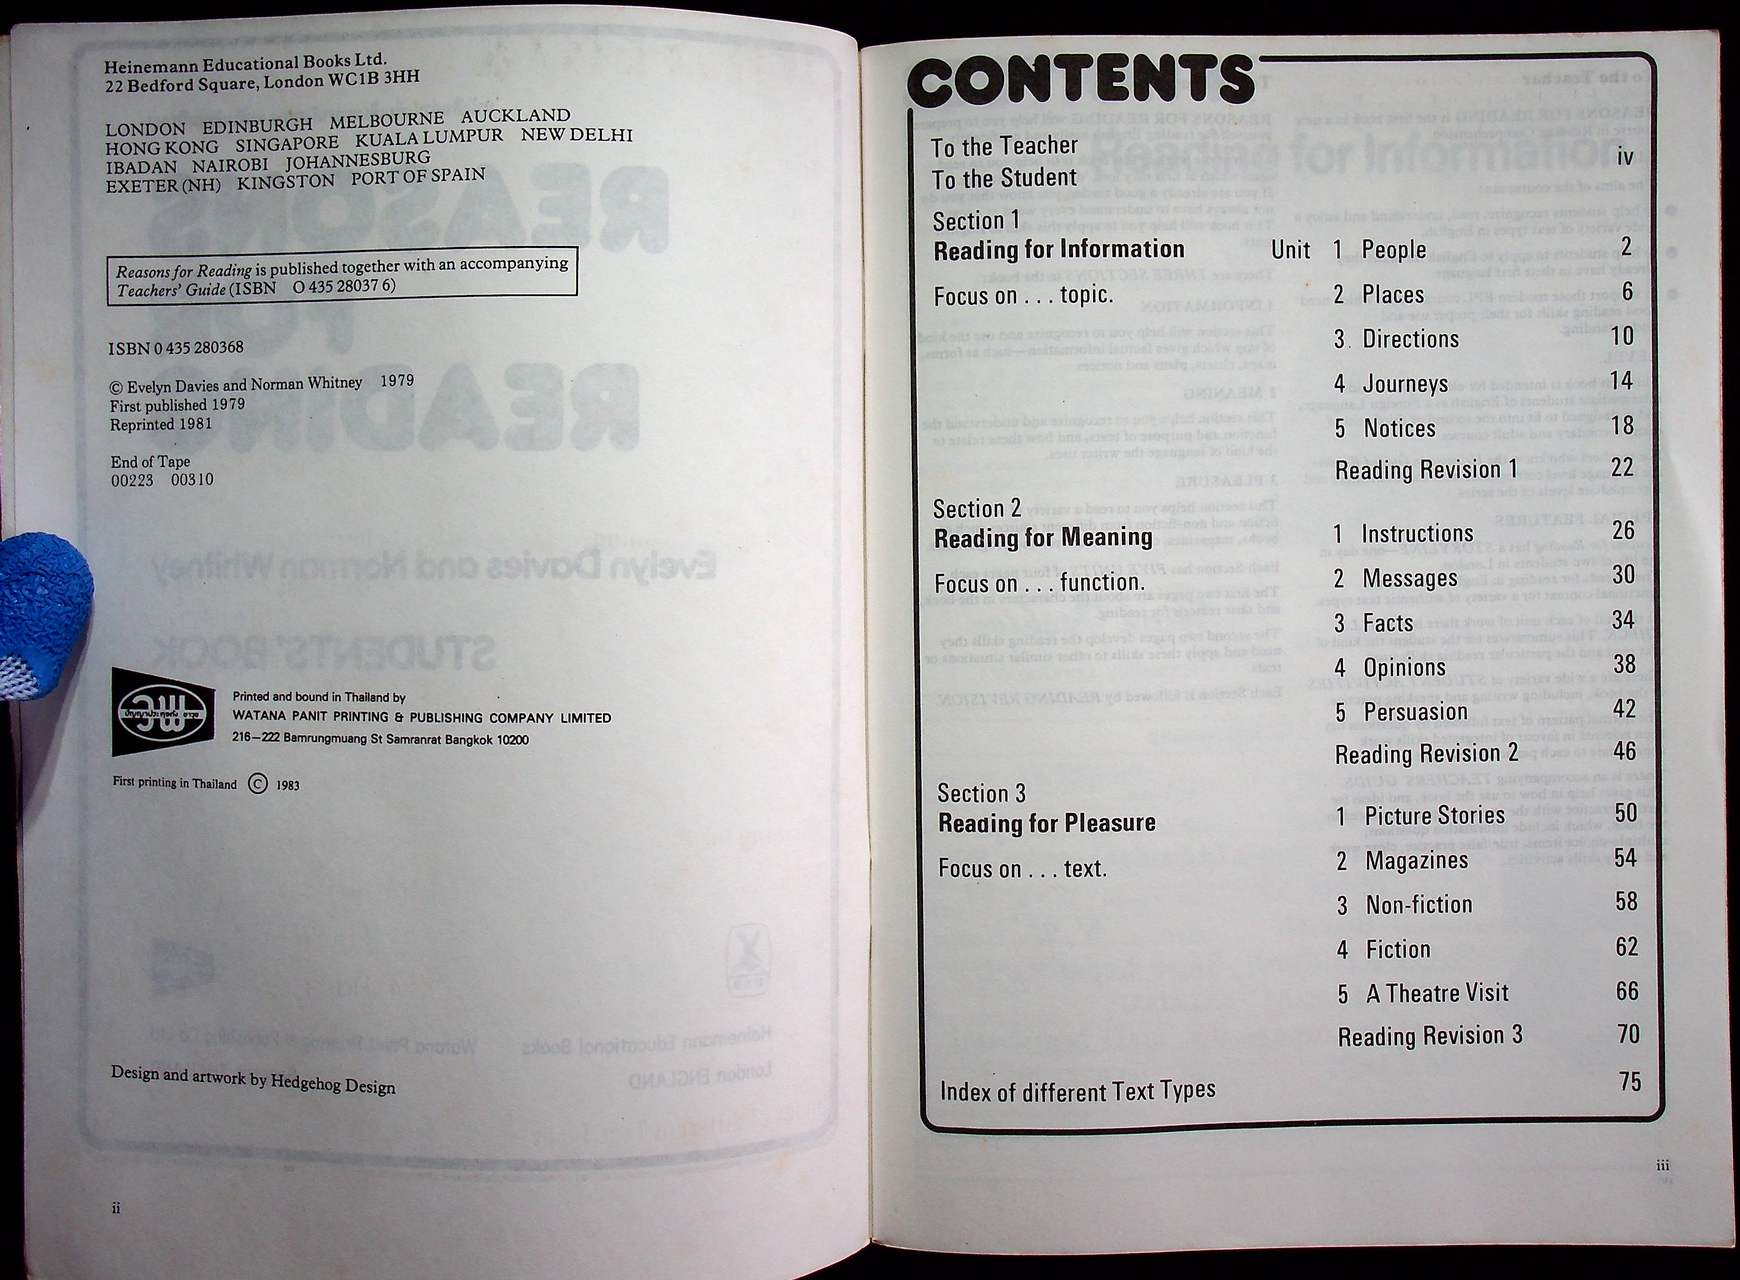 Heinemann Educational Books Ltd.
22 Bedford Square, London WC1B 3HH
LONDON EDINBURGH MELBOURNE AUCKLAND
HONG KONG SINGAPORE KUALA LUMPUR NEW DELHI
IBADAN NAIROBI JOHANNESBURG
EXETER (NH) KINGSTON PORT OF SPAIN
Reasons for Reading is published together with an accompanying
Teachers' Guide (ISBN O 435 28037 6)
ISBN 0 435 280368
© Evelyn Davies and Norman Whitney 1979
First published 1979
Reprinted 1981
End of Tape
00223 00310
วพ
Printed and bound in Thailand by
WATANA PANIT PRINTING & PUBLISHING COMPANY LIMITED
216-222 Bamrungmuang St Samranrat Bangkok 10200
First printing in Thailand © 1983
Design and artwork by Hedgehog Design
ii
CONTENTS
To the Teacher
To the Student iv
Section 1
Reading for Information Unit 1 People 2
Focus on . . . topic. 2 Places 6
3. Directions 10
4 Journeys 14
5 Notices 18
Reading Revision 1 22
Section 2
Reading for Meaning 1 Instructions 26
Focus on . . . function. 2 Messages 30
3 Facts 34
4 Opinions 38
5 Persuasion 42
Reading Revision 2 46
Section 3
Reading for Pleasure 1 Picture Stories 50
Focus on . . . text. 2 Magazines 54
3 Non-fiction 58
4 Fiction 62
5 A Theatre Visit 66
Reading Revision 3 70
Index of different Text Types 75
iii